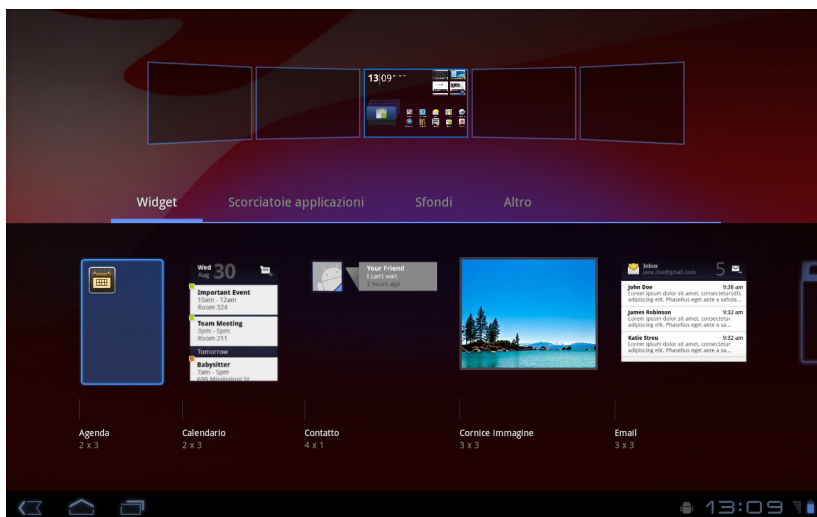 13 09
Widget
Scorciatoie applicazioni
Sfondi
Altro
Wed
Aug
30
Important Event
10am - 12am
Room 324
Team Meeting
3pm - 5pm
Room 211
Tomorrow
Babysitter
7am - 5pm
699 Mississippi St
Your Friend
I can't wait
2 hours ago
Inbox
jane.doe@gmail.com
5
John Doe 9:38 am
Lorem ipsum dolor sit amet, consectetursdfs
adipiscing elit. Phasellus eget ante a safsda...
James Robinson 9:32 am
Lorem ipsum dolor sit amet, consectetur
adipiscing elit. Phasellus eget ante a sa...
Katie Streu 9:32 am
Lorem ipsum dolor sit amet, consectetur
adipiscing elit. Phasellus eget ante a sa...
Agenda
2 x 3
Calendario
2 x 3
Contatto
4 x 1
Cornice immagine
3 x 3
Email
3 x 3
13:09